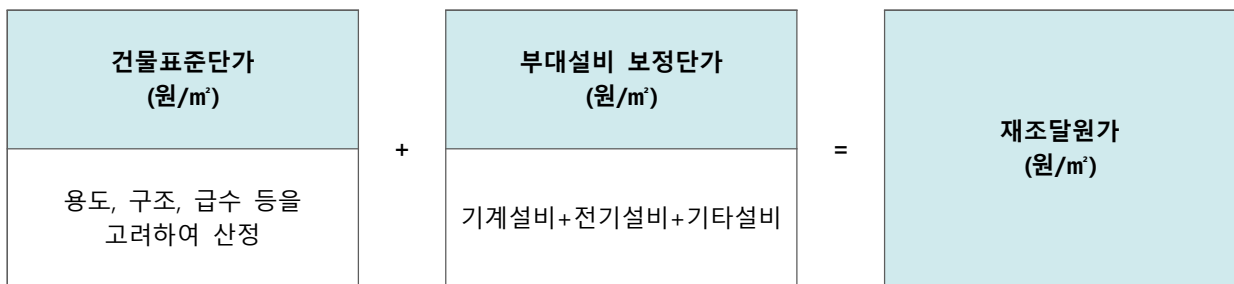 건물표준단가
(원/㎡)
용도, 구조, 급수 등을
고려하여 산정
+
부대설비 보정단가
(원/㎡)
기계설비+전기설비+기타설비
=
재조달원가
(원/㎡)